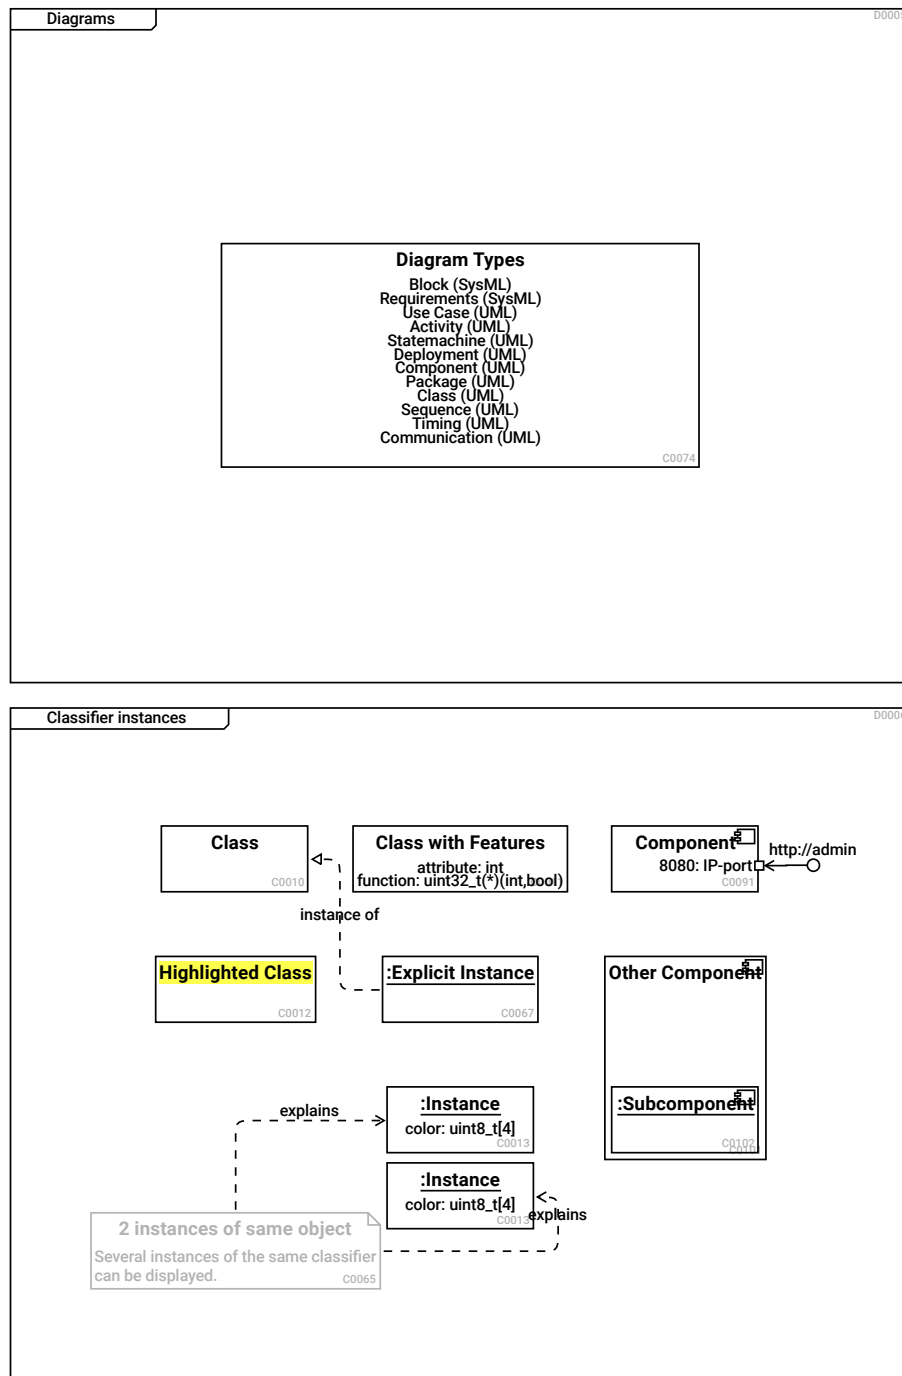 Diagrams
Diagram Types
Block (SysML)
Requirements (SysML)
Use Case (UML)
Activity (UML)
Statemachine (UML)
Deployment (UML)
Component (UML)
Package (UML)
Class (UML)
Sequence (UML)
Timing (UML)
Communication (UML)
C0074
Classifier instances
Class
C0010
Class with Features
attribute: int
function: uint32_t(*)(int,bool)
Component
8080: IP-port
C0091
http://admin
instance of
Highlighted Class
C0012
:Explicit Instance
C0067
Other Component
explains
:Instance
color: uint8_t[4]
C0013
:Subcomponent
C0102
:Instance
color: uint8_t[4]
C0013
explains
2 instances of same object
Several instances of the same classifier
can be displayed.
C0065